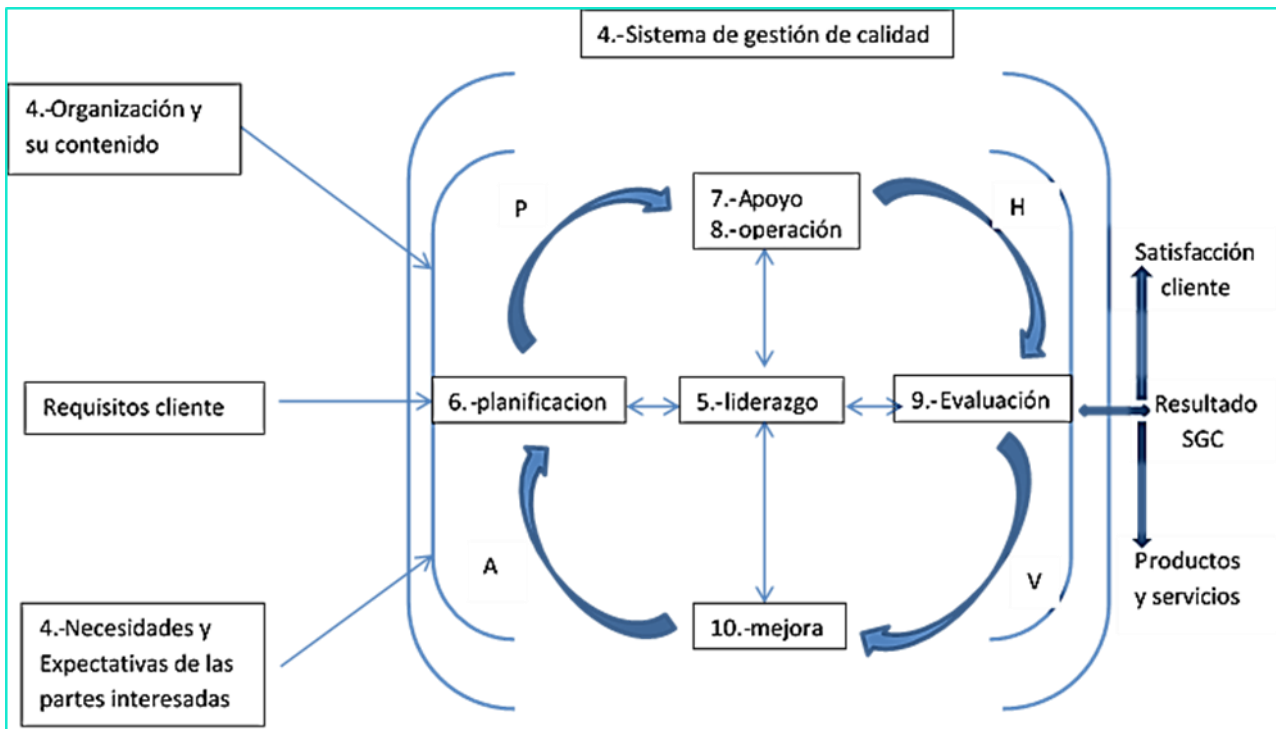 4.-Sistema de gestión de calidad
4.-Organización y
su contenido
P
7.-Apoyo
8.-operación
H
Satisfacción
cliente
Requisitos cliente
6.-planificacion
5.-liderazgo
9.-Evaluación
Resultado
SGC
A
V
Productos
y servicios
4.-Necesidades y
Expectativas de las
partes interesadas
10.-mejora